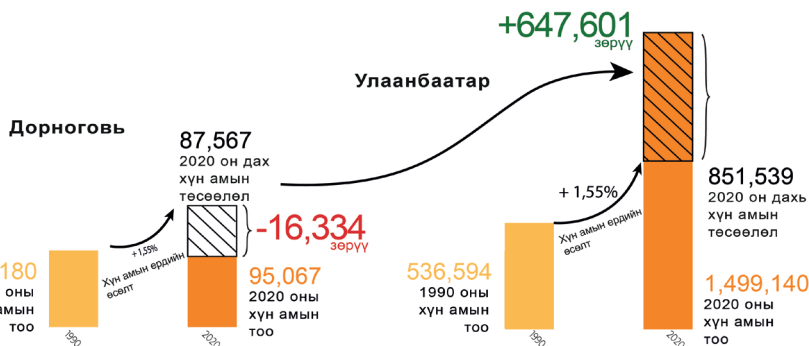 +647,601
зөрүү
Улаанбаатар
Дорноговь
87,567
2020 он дах
хүн амын
төсөөлөл
+ 1,55%
851,539
2020 он дахь
хүн амын
төсөөлөл
-16,334
зөрүү
+1,55%
Хүн амын ердийн
өсөлт
Хүн амын ердийн
өсөлт
180
оны
амын
тоо
95,067
2020 оны
хүн амын
тоо
536,594
1990 оны
хүн амын
тоо
1,499,140
2020 оны
хүн амын
тоо
1990
2020
1990
2020